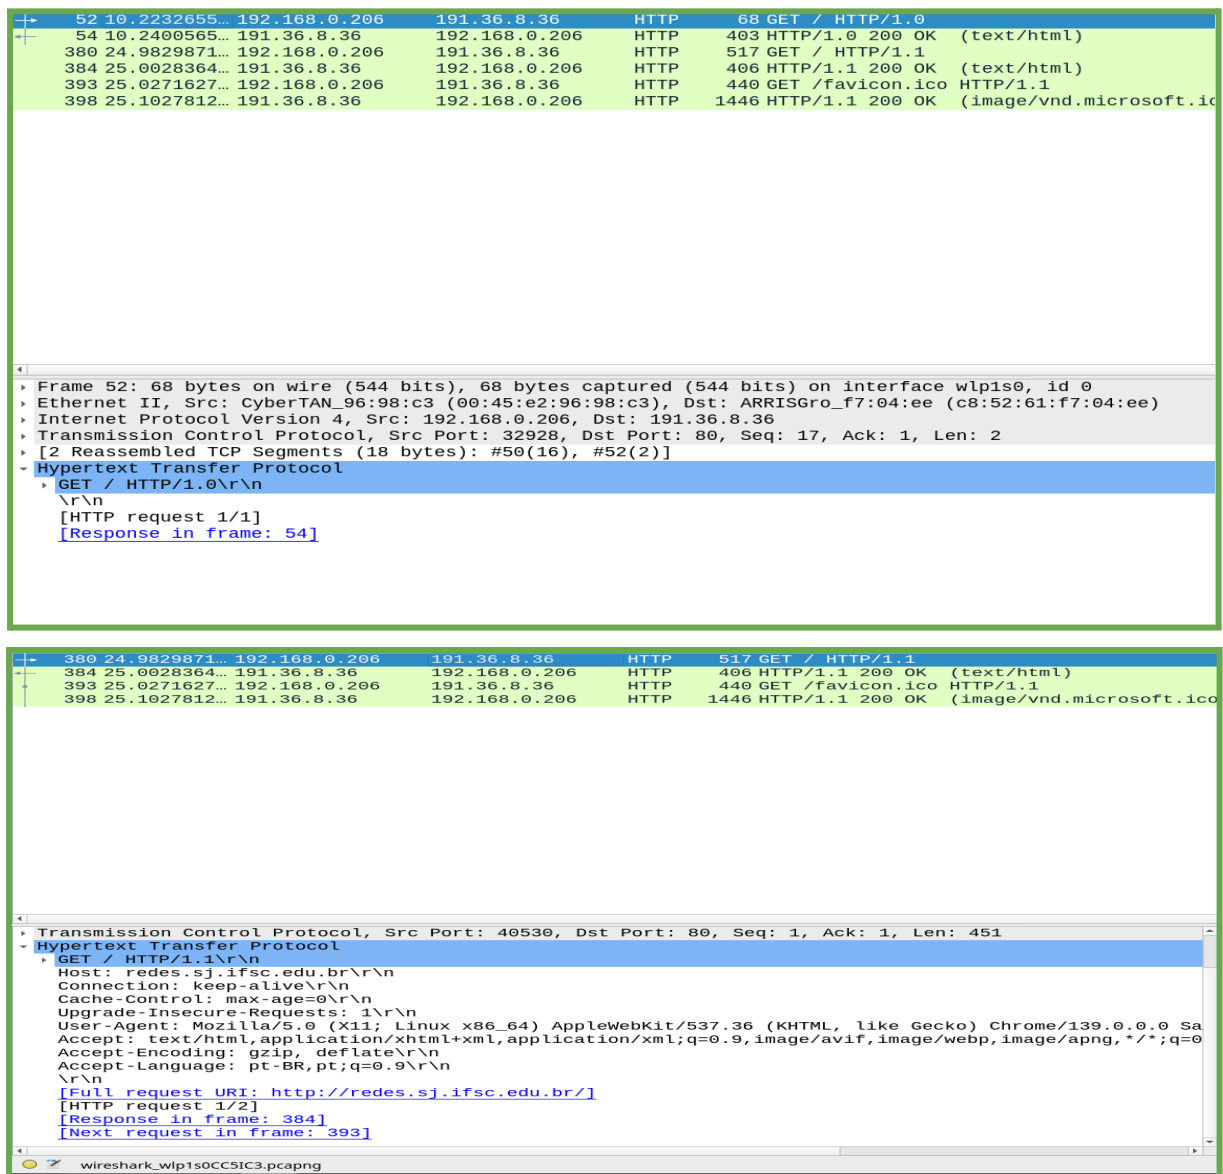 52 10.2232655… 192.168.0.206 191.36.8.36 HTTP 68 GET / HTTP/1.0
54 10.2400565… 191.36.8.36 192.168.0.206 HTTP 403 HTTP/1.0 200 OK (text/html)
380 24.9829871… 192.168.0.206 191.36.8.36 HTTP 517 GET / HTTP/1.1
384 25.0028364… 191.36.8.36 192.168.0.206 HTTP 406 HTTP/1.1 200 OK (text/html)
393 25.0271627… 192.168.0.206 191.36.8.36 HTTP 440 GET /favicon.ico HTTP/1.1
398 25.1027812… 191.36.8.36 192.168.0.206 HTTP 1446 HTTP/1.1 200 OK (image/vnd.microsoft.ic
Frame 52: 68 bytes on wire (544 bits), 68 bytes captured (544 bits) on interface wlp1s0, id 0
Ethernet II, Src: CyberTAN_96:98:c3 (00:45:e2:96:98:c3), Dst: ARRISGro_f7:04:ee (c8:52:61:f7:04:ee)
Internet Protocol Version 4, Src: 192.168.0.206, Dst: 191.36.8.36
Transmission Control Protocol, Src Port: 32928, Dst Port: 80, Seq: 17, Ack: 1, Len: 2
[2 Reassembled TCP Segments (18 bytes): #50(16), #52(2)]
Hypertext Transfer Protocol
GET / HTTP/1.0\r\n
\r\n
[HTTP request 1/1]
[Response in frame: 54]
380 24.9829871… 192.168.0.206 191.36.8.36 HTTP 517 GET / HTTP/1.1
384 25.0028364… 191.36.8.36 192.168.0.206 HTTP 406 HTTP/1.1 200 OK (text/html)
393 25.0271627… 192.168.0.206 191.36.8.36 HTTP 440 GET /favicon.ico HTTP/1.1
398 25.1027812… 191.36.8.36 192.168.0.206 HTTP 1446 HTTP/1.1 200 OK (image/vnd.microsoft.ico
Transmission Control Protocol, Src Port: 40530, Dst Port: 80, Seq: 1, Ack: 1, Len: 451
Hypertext Transfer Protocol
GET / HTTP/1.1\r\n
Host: redes.sj.ifsc.edu.br\r\n
Connection: keep-alive\r\n
Cache-Control: max-age=0\r\n
Upgrade-Insecure-Requests: 1\r\n
User-Agent: Mozilla/5.0 (X11; Linux x86_64) AppleWebKit/537.36 (KHTML, like Gecko) Chrome/139.0.0.0 Sa
Accept: text/html,application/xhtml+xml,application/xml;q=0.9,image/avif,image/webp,image/apng,*/*;q=0
Accept-Encoding: gzip, deflate\r\n
Accept-Language: pt-BR,pt;q=0.9\r\n
\r\n
[Full request URI: http://redes.sj.ifsc.edu.br/]
[HTTP request 1/2]
[Response in frame: 384]
[Next request in frame: 393]
wireshark_wlp1s0CC5IC3.pcapng